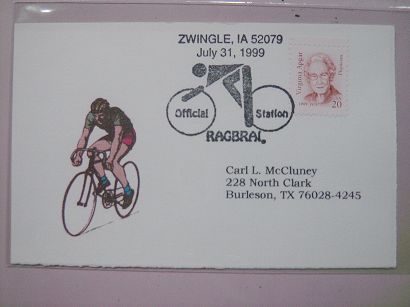 ZWINGLE, IA 52079
July 31, 1999
Official Station
RAGBRAI
Virginia Apgar
Physician
20
Carl L. McCluney
228 North Clark
Burleson, TX 76028-4245